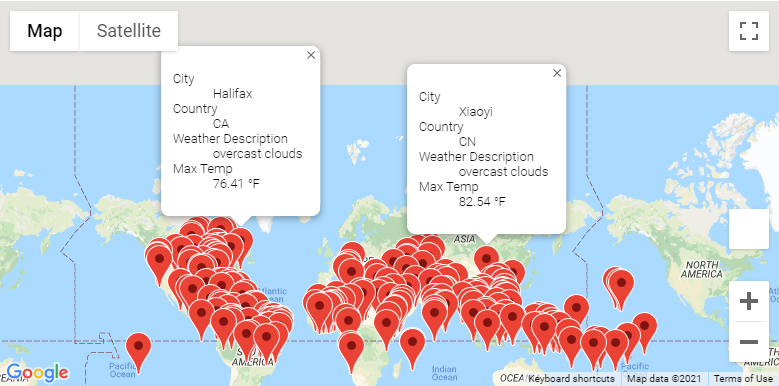 Map
Satellite
City
Halifax
Country
CA
Weather Description
overcast clouds
Max Temp
76.41 °F
City
Xiaoyi
Country
CN
Weather Description
overcast clouds
Max Temp
82.54 °F
ASIA
NORTH
AMERICA
Pacific
Ocean
Indian
Pacific
Ocean
Google
Keyboard shortcuts
Map data ©2021
Terms of Use